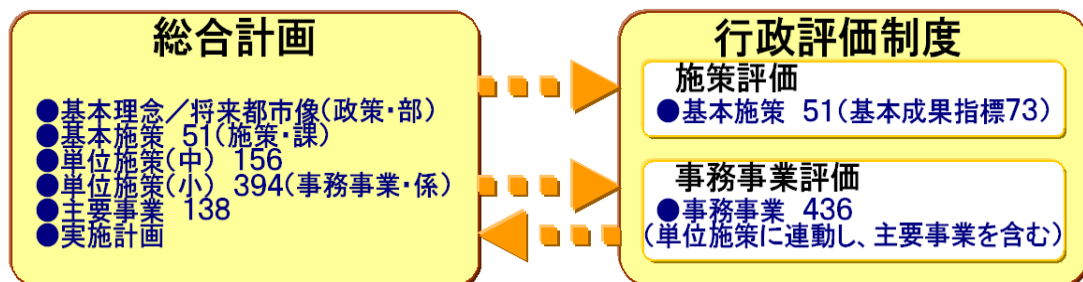 総合計画
●基本理念/将来都市像(政策・部)
●基本施策 51(施策・課)
●単位施策(中) 156
●単位施策(小) 394(事務事業・係)
●主要事業 138
●実施計画
行政評価制度
施策評価
●基本施策 51(基本成果指標73)
事務事業評価
●事務事業 436
(単位施策に連動し、主要事業を含む)